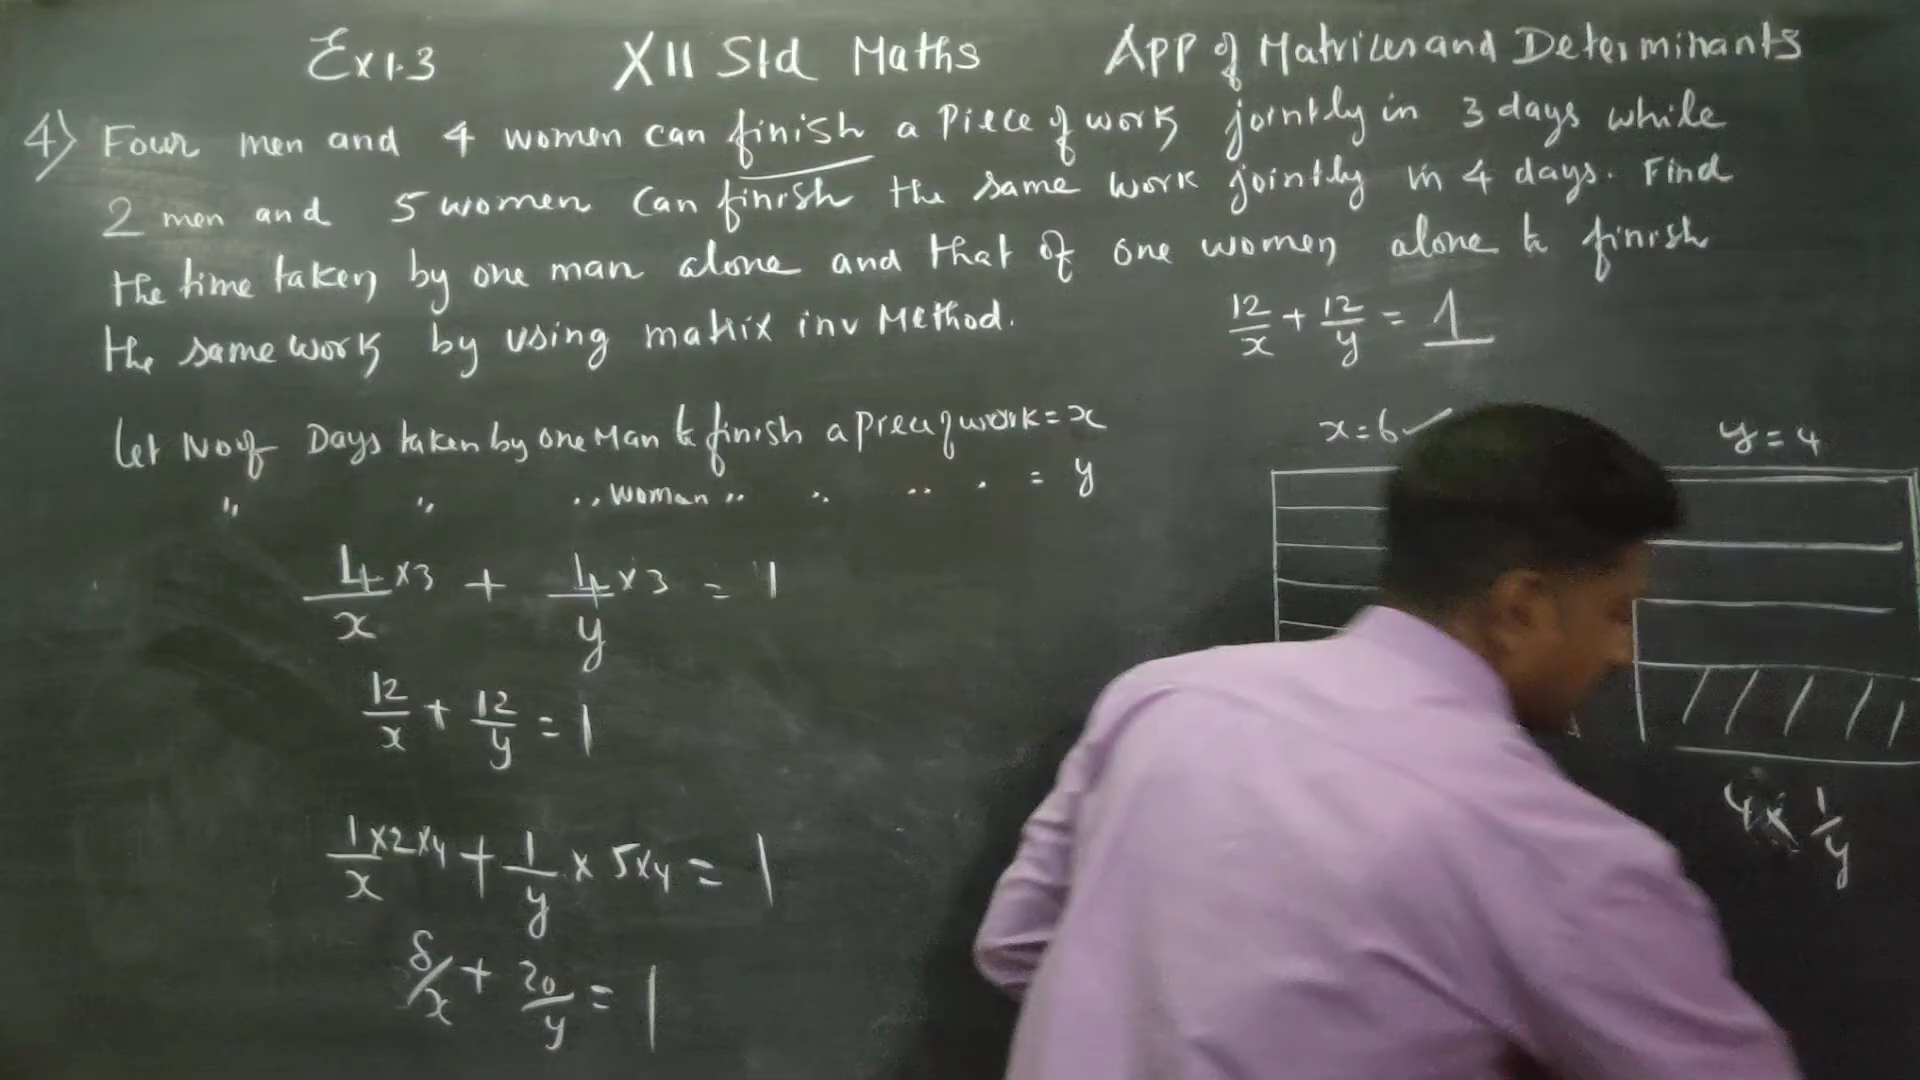 Ex 1.3 XII Std Maths App of Matrices and Determinants
4) Four men and 4 women can finish a Piece of work jointly in 3 days while
2 men and 5 women can finish the same work jointly in 4 days. Find
the time taken by one man alone and that of one women alone to finish
the same work by using matrix inv Method.
12/x + 12/y = 1
Let No of Days taken by one Man to finish a piece of work = x
" " .. woman .. .. .. . = y
x = 6 ✓ y = 4
4/x ×3 + 4/y ×3 = 1
12/x + 12/y = 1
4 × 1/y
1/x ×2×4 + 1/y × 5×4 = 1
8/x + 20/y = 1